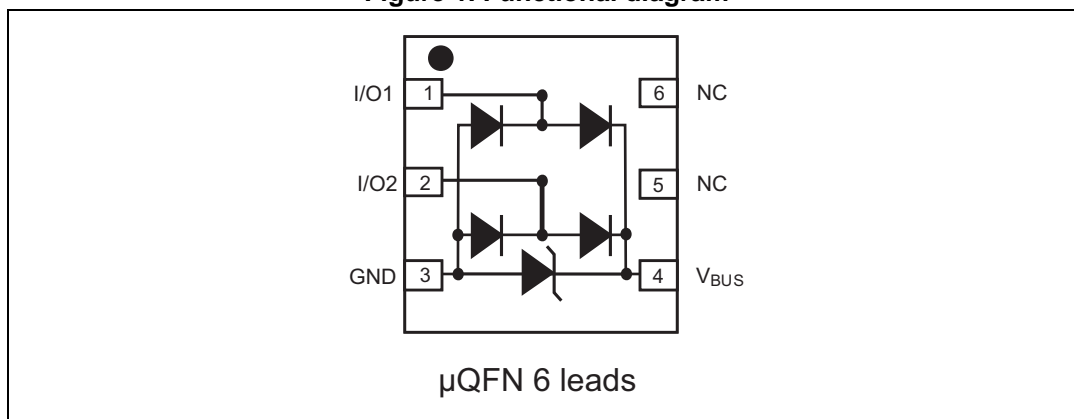 Figure 1. Functional diagram
I/O1 1 6 NC
I/O2 2 5 NC
GND 3 4 VBUS
µQFN 6 leads